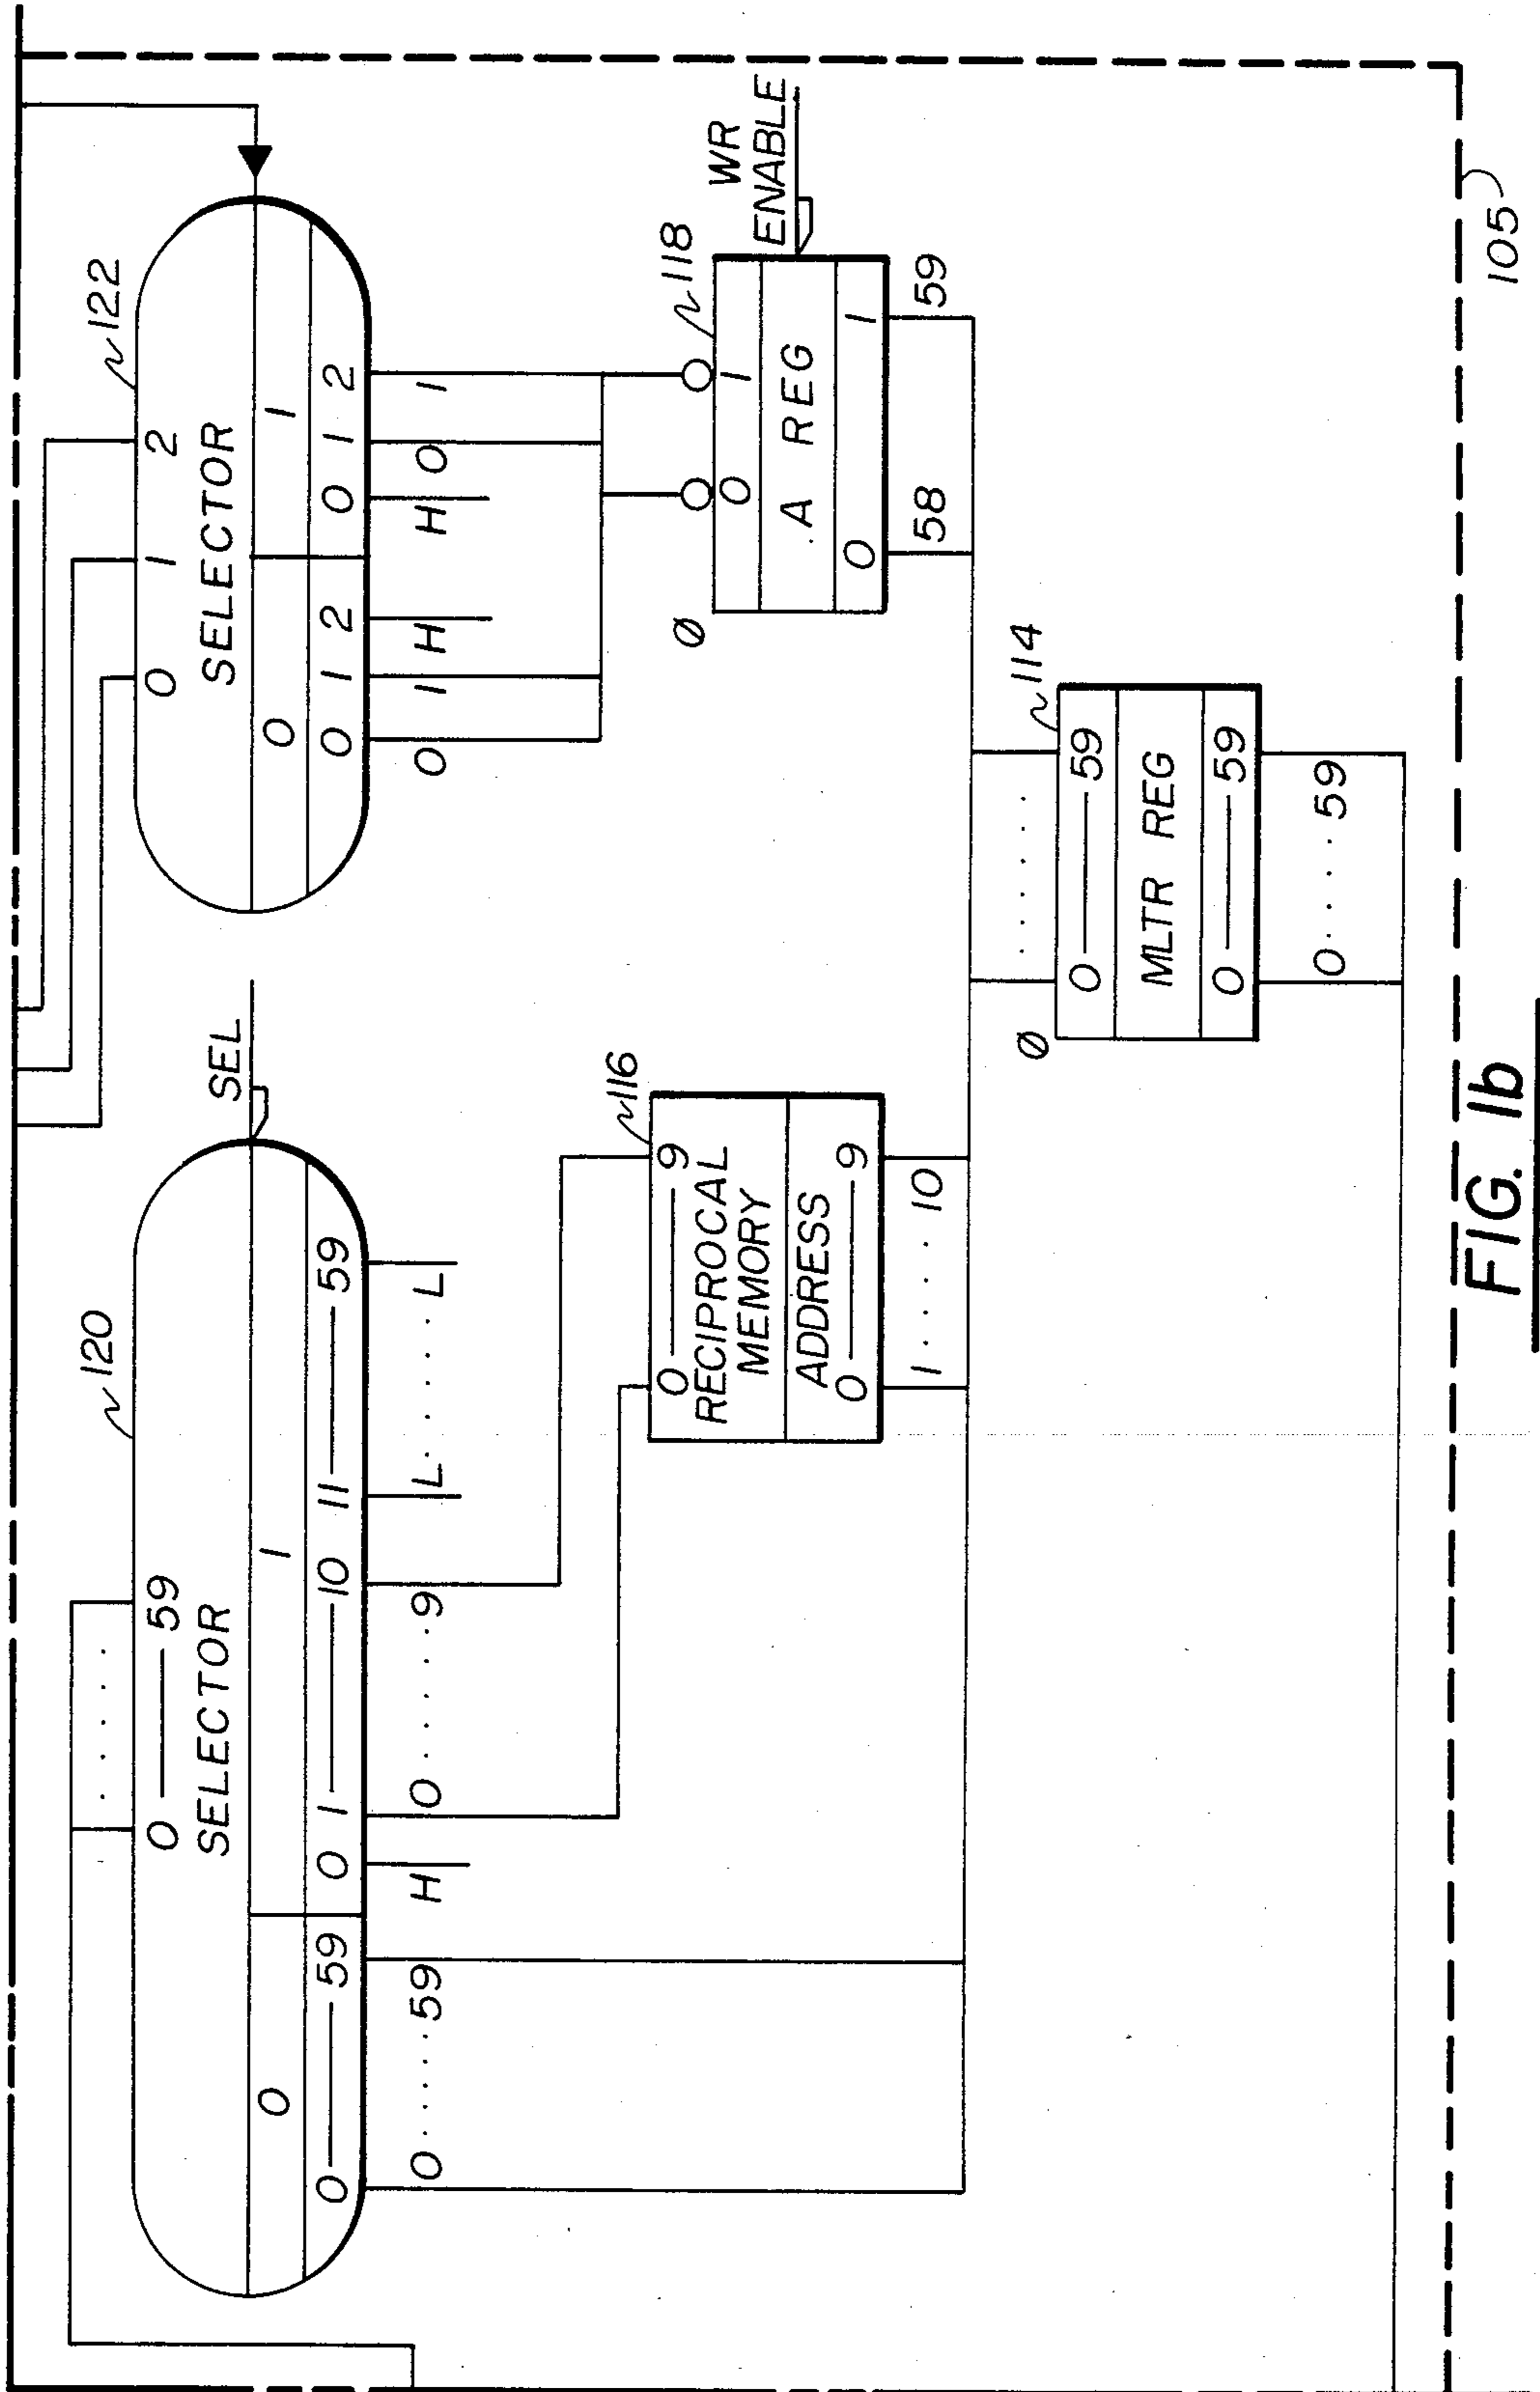 120
0 — 59
SELECTOR
SEL
0
1
0 — 59
0 1 — 10 11 — 59
0 · · · · · 59
H
0 · · · · · 9
L · · · · · L
122
0 1 2
SELECTOR
0
1
0 1 2
0 1 2
0 1 H
H 0 1
116
0 — 9
RECIPROCAL
MEMORY
ADDRESS
0 — 9
1 · · · · 10
118
Ø
0 1
A REG
0 1
WR
ENABLE
58 59
114
Ø
0 — 59
MLTR REG
0 — 59
0 · · · · 59
105
FIG. 1b